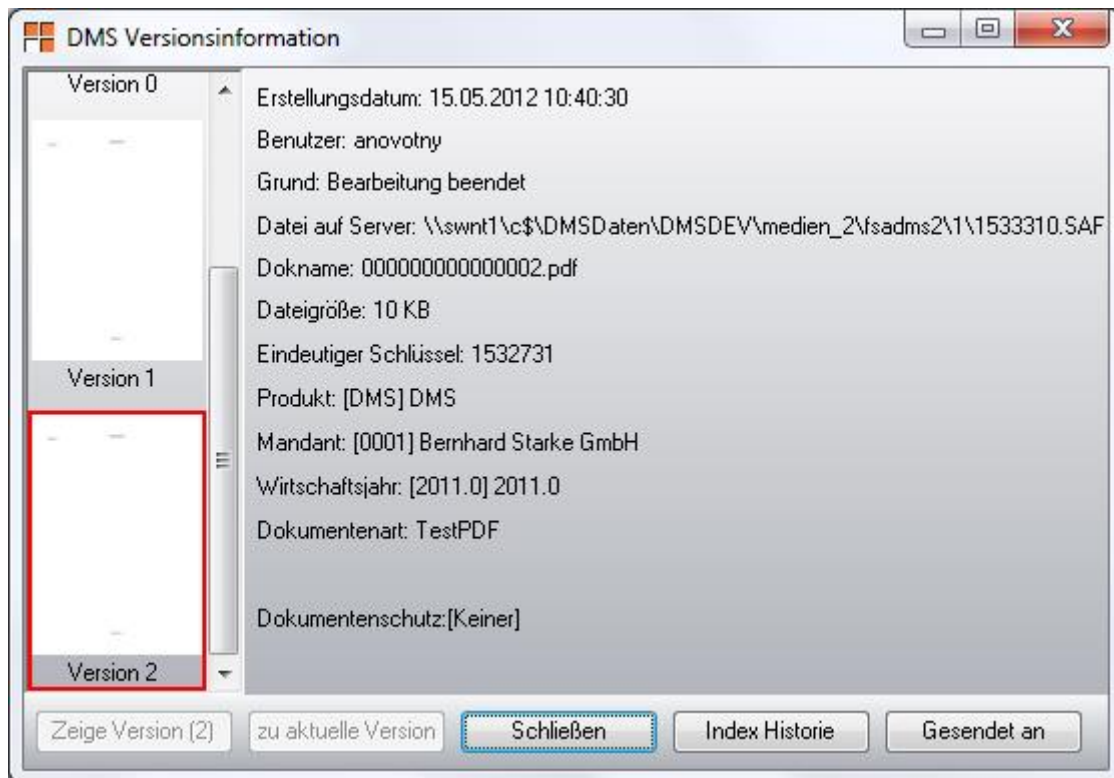 DMS Versionsinformation
Version 0
Version 1
Version 2
Erstellungsdatum: 15.05.2012 10:40:30
Benutzer: anovotny
Grund: Bearbeitung beendet
Datei auf Server: \\swnt1\c$\DMSDaten\DMSDEV\medien_2\fsadms2\1\1533310.SAF
Dokname: 000000000000002.pdf
Dateigröße: 10 KB
Eindeutiger Schlüssel: 1532731
Produkt: [DMS] DMS
Mandant: [0001] Bernhard Starke GmbH
Wirtschaftsjahr: [2011.0] 2011.0
Dokumentenart: TestPDF
Dokumentenschutz:[Keiner]
Zeige Version (2)
zu aktuelle Version
Schließen
Index Historie
Gesendet an